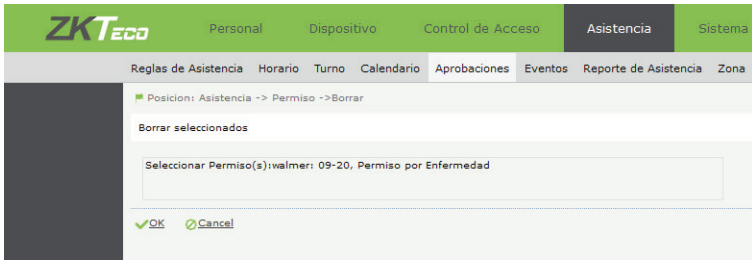 ZKTeco Personal Dispositivo Control de Acceso Asistencia Sistema
Reglas de Asistencia Horario Turno Calendario Aprobaciones Eventos Reporte de Asistencia Zona
Posicion: Asistencia -> Permiso ->Borrar
Borrar seleccionados
Seleccionar Permiso(s):walmer: 09-20, Permiso por Enfermedad
OK Cancel